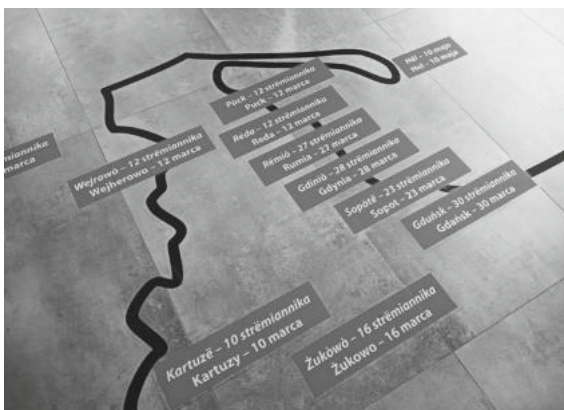 Hél – 10 maja
Hel – 10 maja
Pùck – 12 strëmiannika
Puck – 12 marca
Réda – 12 strëmiannika
Reda – 12 marca
Rëmiô – 27 strëmiannika
Rumia – 27 marca
Gdiniô – 28 strëmiannika
Gdynia – 28 marca
Sopòtë – 23 strëmiannika
Sopot – 23 marca
Gduńsk – 30 strëmiannika
Gdańsk – 30 marca
miannika
marca
Wejrowò – 12 strëmiannika
Wejherowo – 12 marca
Kartuzë – 10 strëmiannika
Kartuzy – 10 marca
Żukòwò – 16 strëmiannika
Żukowo – 16 marca